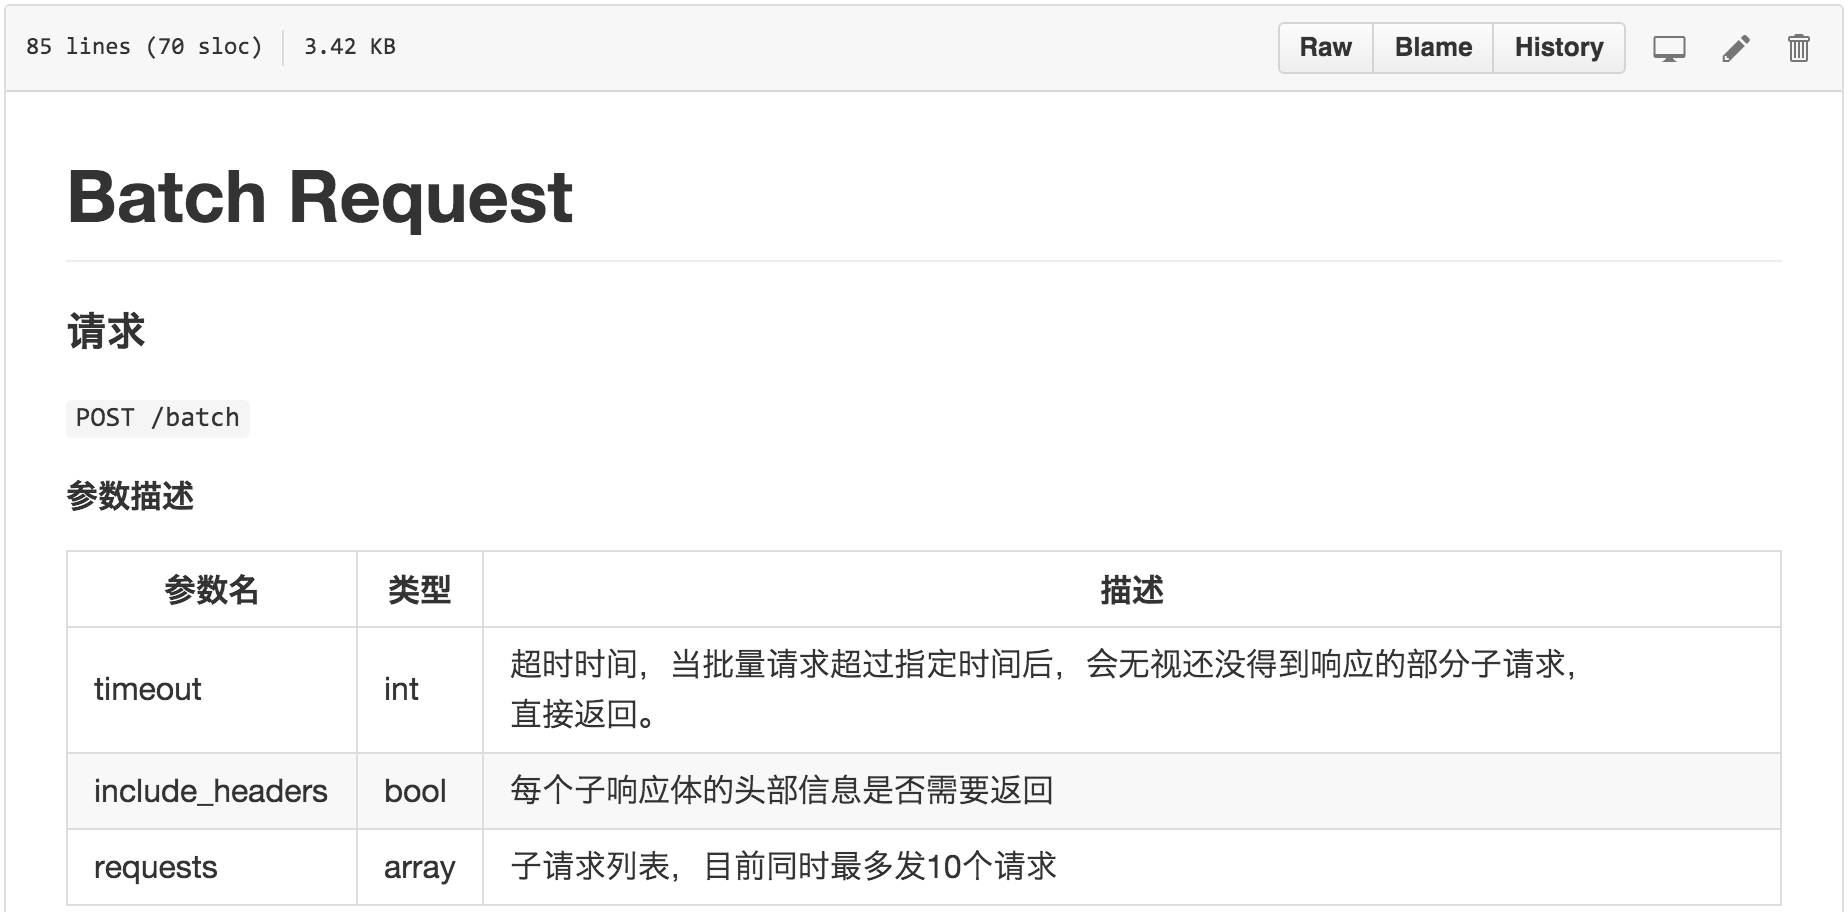 85 lines (70 sloc) 3.42 KB
Raw Blame History
Batch Request
请求
POST /batch
参数描述
参数名 类型 描述
timeout int 超时时间，当批量请求超过指定时间后，会无视还没得到响应的部分子请求，
直接返回。
include_headers bool 每个子响应体的头部信息是否需要返回
requests array 子请求列表，目前同时最多发10个请求